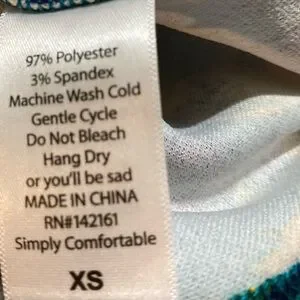 97% Polyester
3% Spandex
Machine Wash Cold
Gentle Cycle
Do Not Bleach
Hang Dry
or you'll be sad
MADE IN CHINA
RN#142161
Simply Comfortable
XS